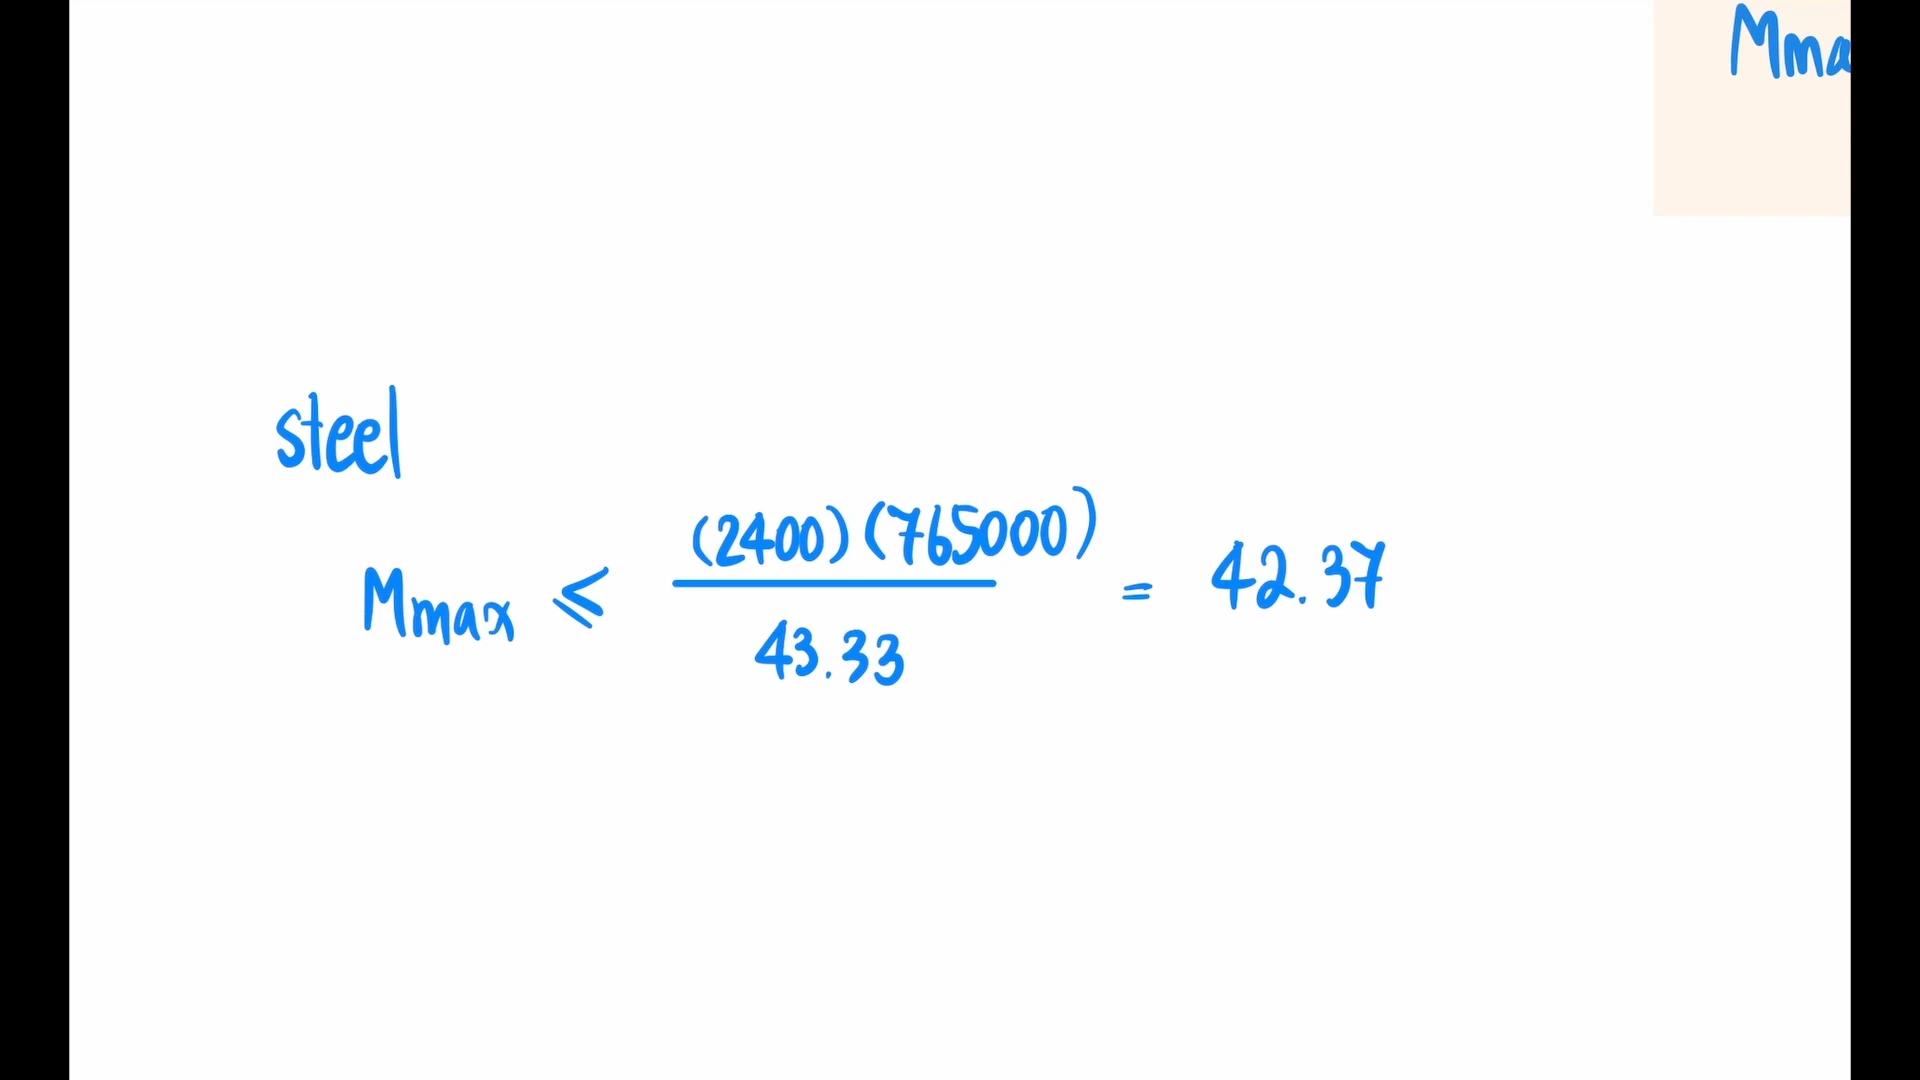 Mma
steel
Mmax ≤ (2400)(765000) / 43.33 = 42.37